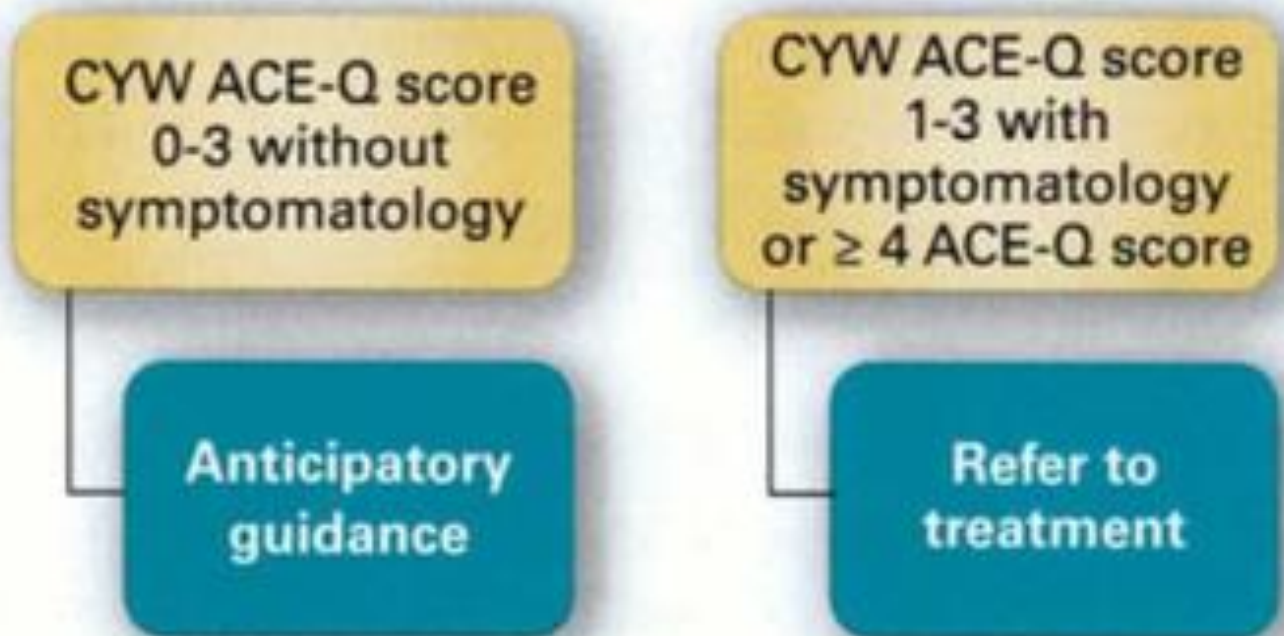 CYW ACE-Q score
0-3 without
symptomatology
Anticipatory
guidance
CYW ACE-Q score
1-3 with
symptomatology
or ≥ 4 ACE-Q score
Refer to
treatment